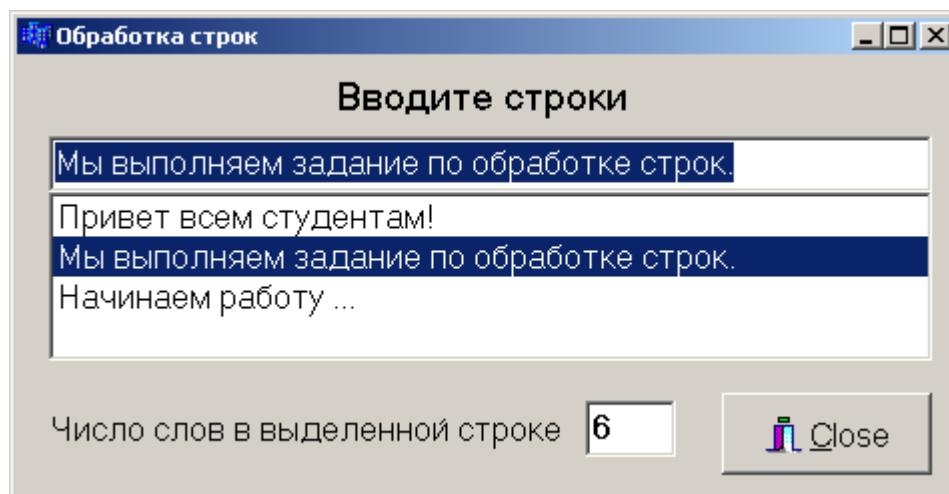 Обработка строк
Вводите строки
Мы выполняем задание по обработке строк.
Привет всем студентам!
Мы выполняем задание по обработке строк.
Начинаем работу ...
Число слов в выделенной строке 6 Close